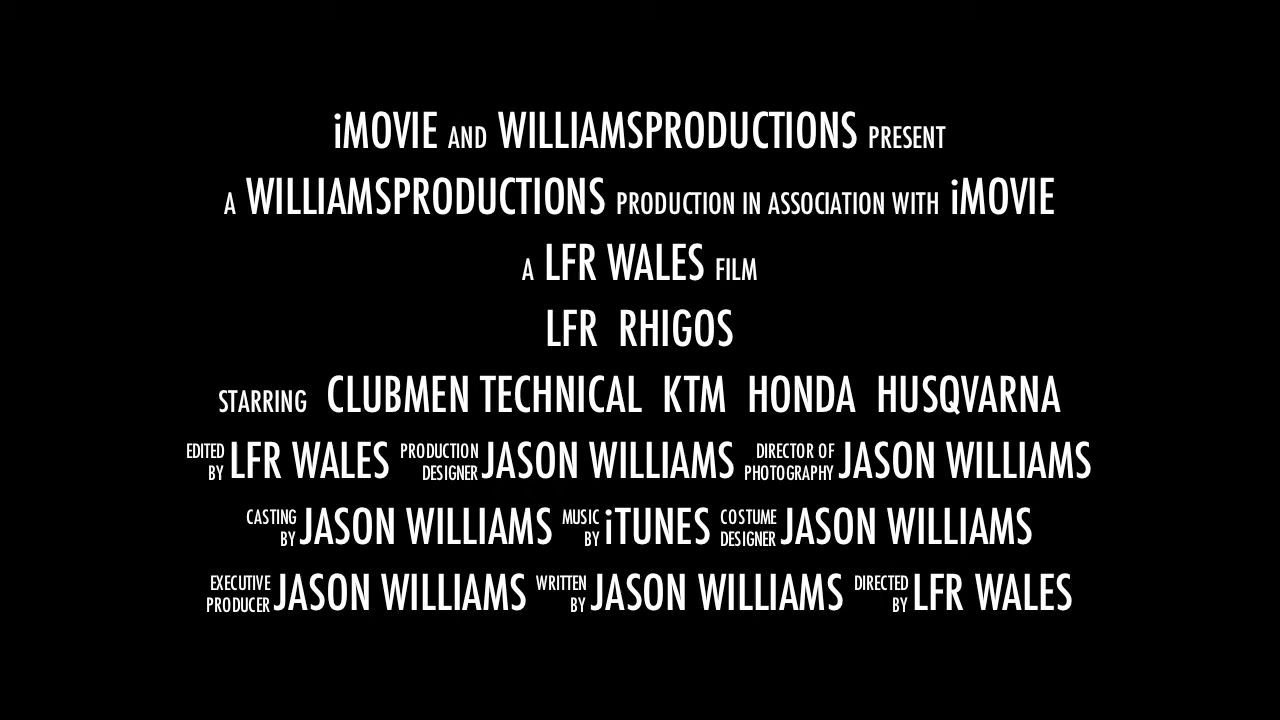 iMOVIE AND WILLIAMSPRODUCTIONS PRESENT
A WILLIAMSPRODUCTIONS PRODUCTION IN ASSOCIATION WITH iMOVIE
A LFR WALES FILM
LFR RHIGOS
STARRING CLUBMEN TECHNICAL KTM HONDA HUSQVARNA
EDITED BY LFR WALES PRODUCTION DESIGNER JASON WILLIAMS DIRECTOR OF PHOTOGRAPHY JASON WILLIAMS
CASTING BY JASON WILLIAMS MUSIC BY iTUNES COSTUME DESIGNER JASON WILLIAMS
EXECUTIVE PRODUCER JASON WILLIAMS WRITTEN BY JASON WILLIAMS DIRECTED BY LFR WALES